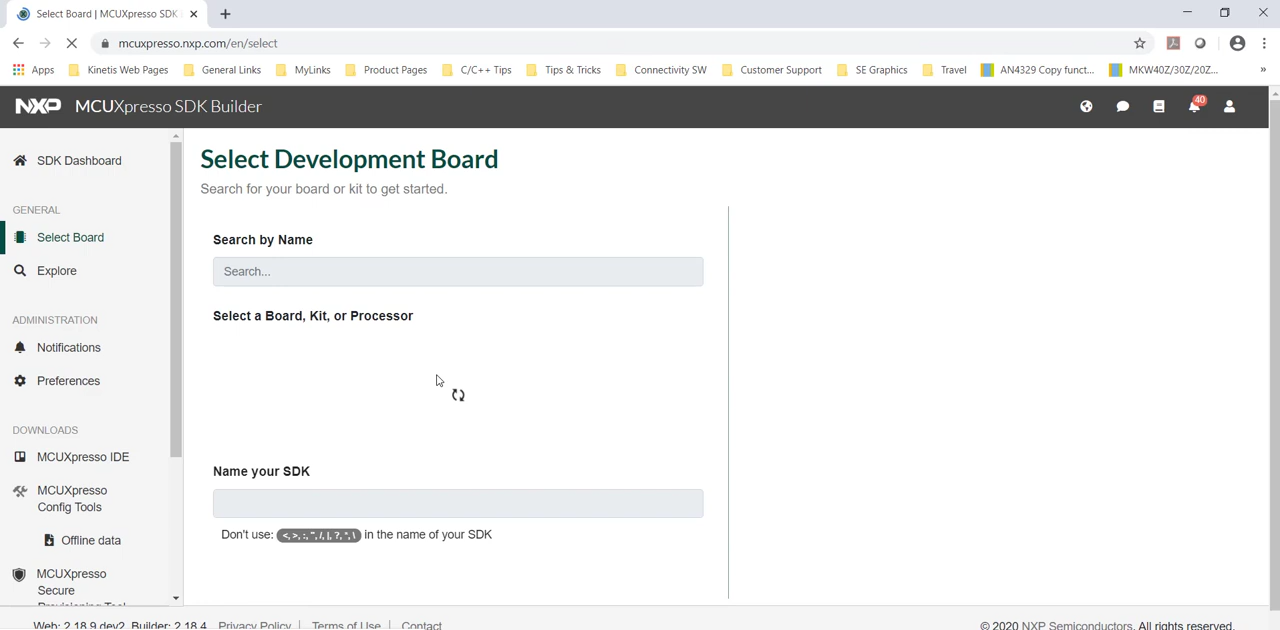 Select Board | MCUXpresso SDK
mcuxpresso.nxp.com/en/select
Apps Kinetis Web Pages General Links MyLinks Product Pages C/C++ Tips Tips & Tricks Connectivity SW Customer Support SE Graphics Travel AN4329 Copy funct... MKW40Z/30Z/20Z... »
NXP MCUXpresso SDK Builder 40
SDK Dashboard
GENERAL
Select Board
Explore
ADMINISTRATION
Notifications
Preferences
DOWNLOADS
MCUXpresso IDE
MCUXpresso
Config Tools
Offline data
MCUXpresso
Secure
Provisioning Tool
Select Development Board
Search for your board or kit to get started.
Search by Name
Search...
Select a Board, Kit, or Processor
Name your SDK
Don't use: <, >, :, ", /, |, ?, *, \ in the name of your SDK
Web: 2.18.9 dev2 Builder: 2.18.4 Privacy Policy | Terms of Use | Contact
© 2020 NXP Semiconductors. All rights reserved.